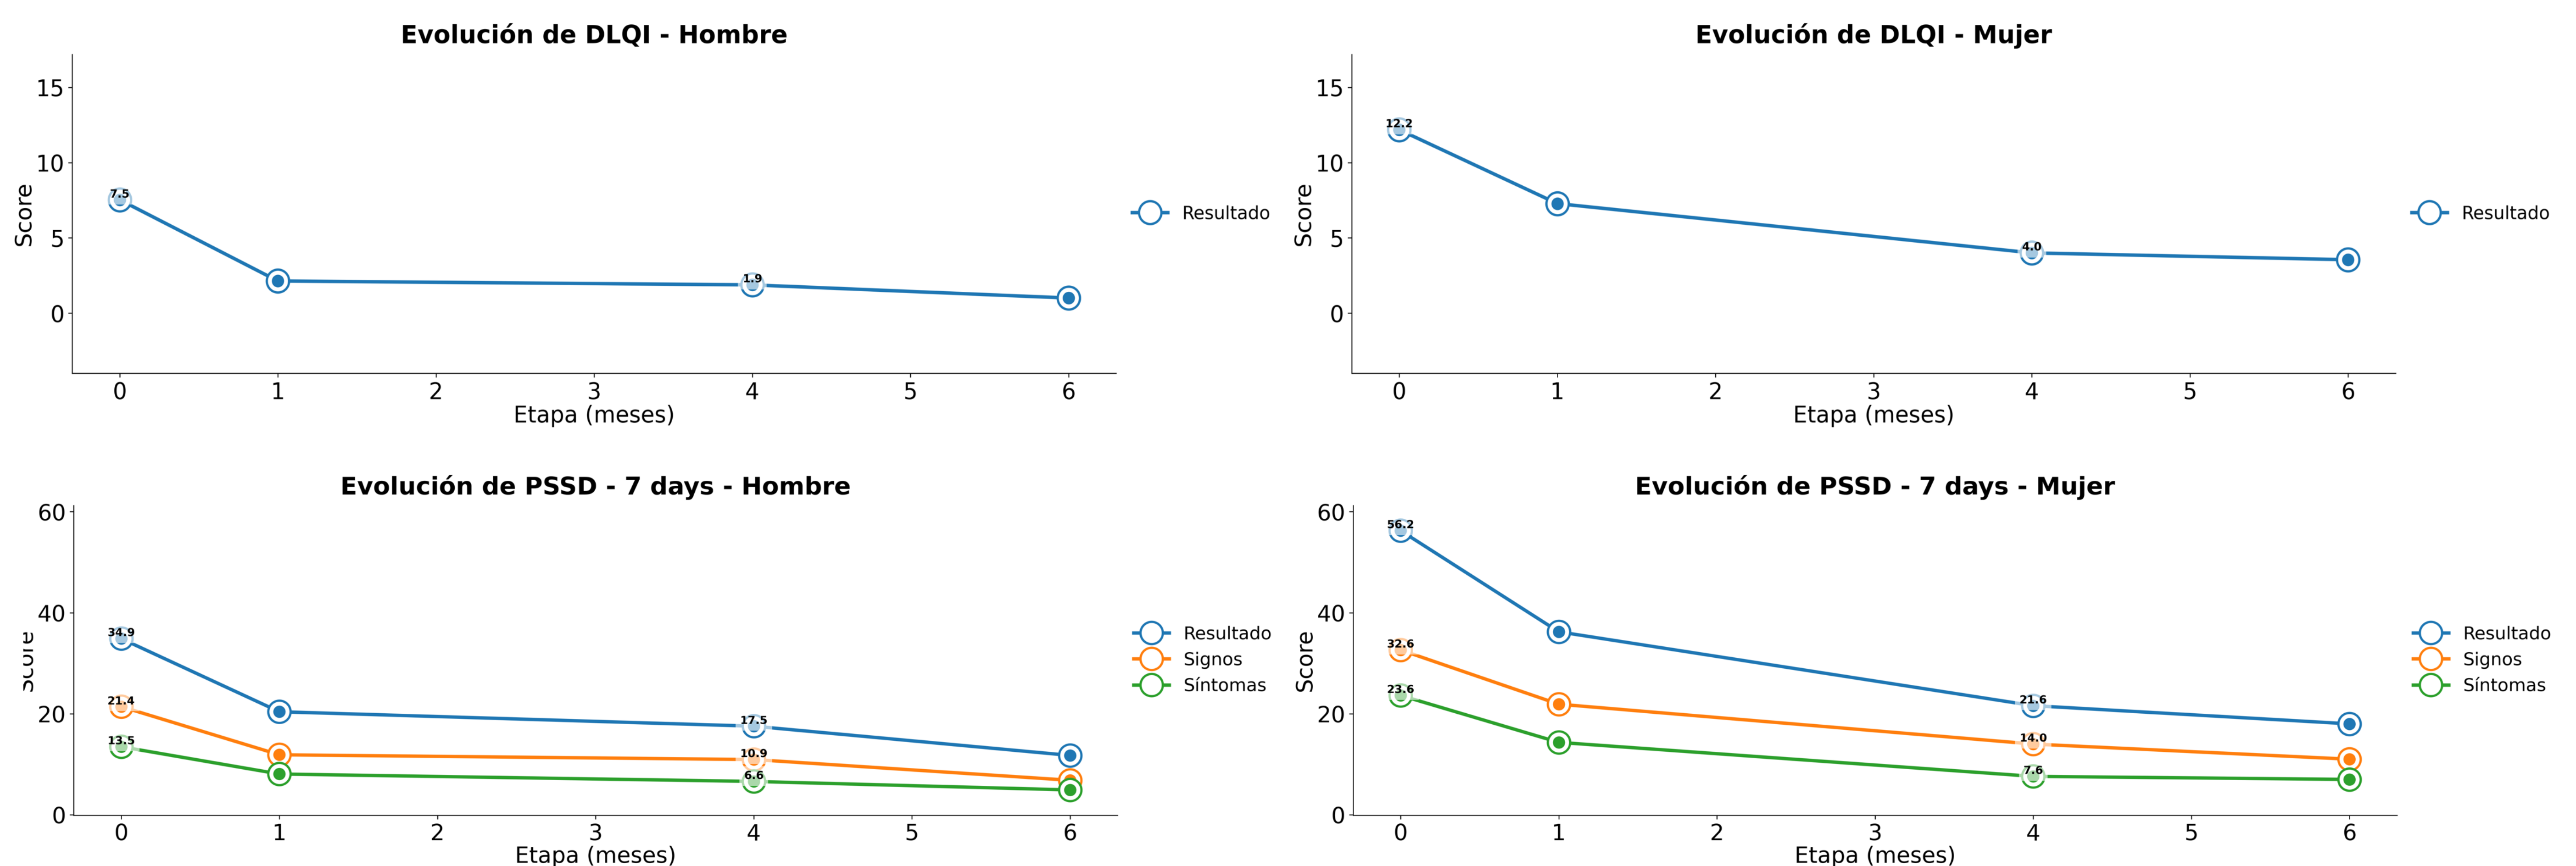 Evolución de DLQI - Hombre
15
10
5
0
Score
7.5
1.9
0 1 2 3 4 5 6
Etapa (meses)
Resultado
Evolución de DLQI - Mujer
15
10
5
0
Score
12.2
4.0
0 1 2 3 4 5 6
Etapa (meses)
Resultado
Evolución de PSSD - 7 days - Hombre
60
40
20
0
Score
34.9
21.4
13.5
17.5
10.9
6.6
0 1 2 3 4 5 6
Etapa (meses)
Resultado
Signos
Síntomas
Evolución de PSSD - 7 days - Mujer
60
40
20
0
Score
56.2
32.6
23.6
21.6
14.0
7.6
0 1 2 3 4 5 6
Etapa (meses)
Resultado
Signos
Síntomas